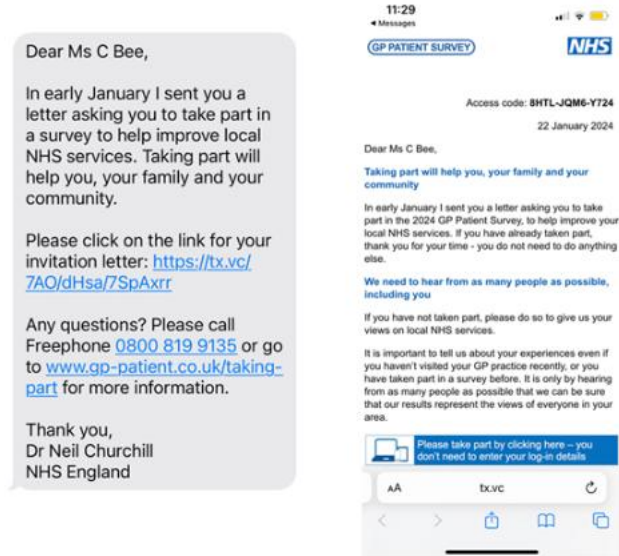 Dear Ms C Bee,
In early January I sent you a
letter asking you to take part in
a survey to help improve local
NHS services. Taking part will
help you, your family and your
community.
Please click on the link for your
invitation letter: https://tx.vc/
7AO/dHsa/7SpAxrr
Any questions? Please call
Freephone 0800 819 9135 or go
to www.gp-patient.co.uk/taking-
part for more information.
Thank you,
Dr Neil Churchill
NHS England
11:29
Messages
GP PATIENT SURVEY
NHS
Access code: 8HTL-JQM6-Y724
22 January 2024
Dear Ms C Bee,
Taking part will help you, your family and your
community
In early January I sent you a letter asking you to take
part in the 2024 GP Patient Survey, to help improve your
local NHS services. If you have already taken part,
thank you for your time - you do not need to do anything
else.
We need to hear from as many people as possible,
including you
If you have not taken part, please do so to give us your
views on local NHS services.
It is important to tell us about your experiences even if
you haven't visited your GP practice recently, or you
have taken part in a survey before. It is only by hearing
from as many people as possible that we can be sure
that our results represent the views of everyone in your
area.
Please take part by clicking here – you
don't need to enter your log-in details
AA
tx.vc